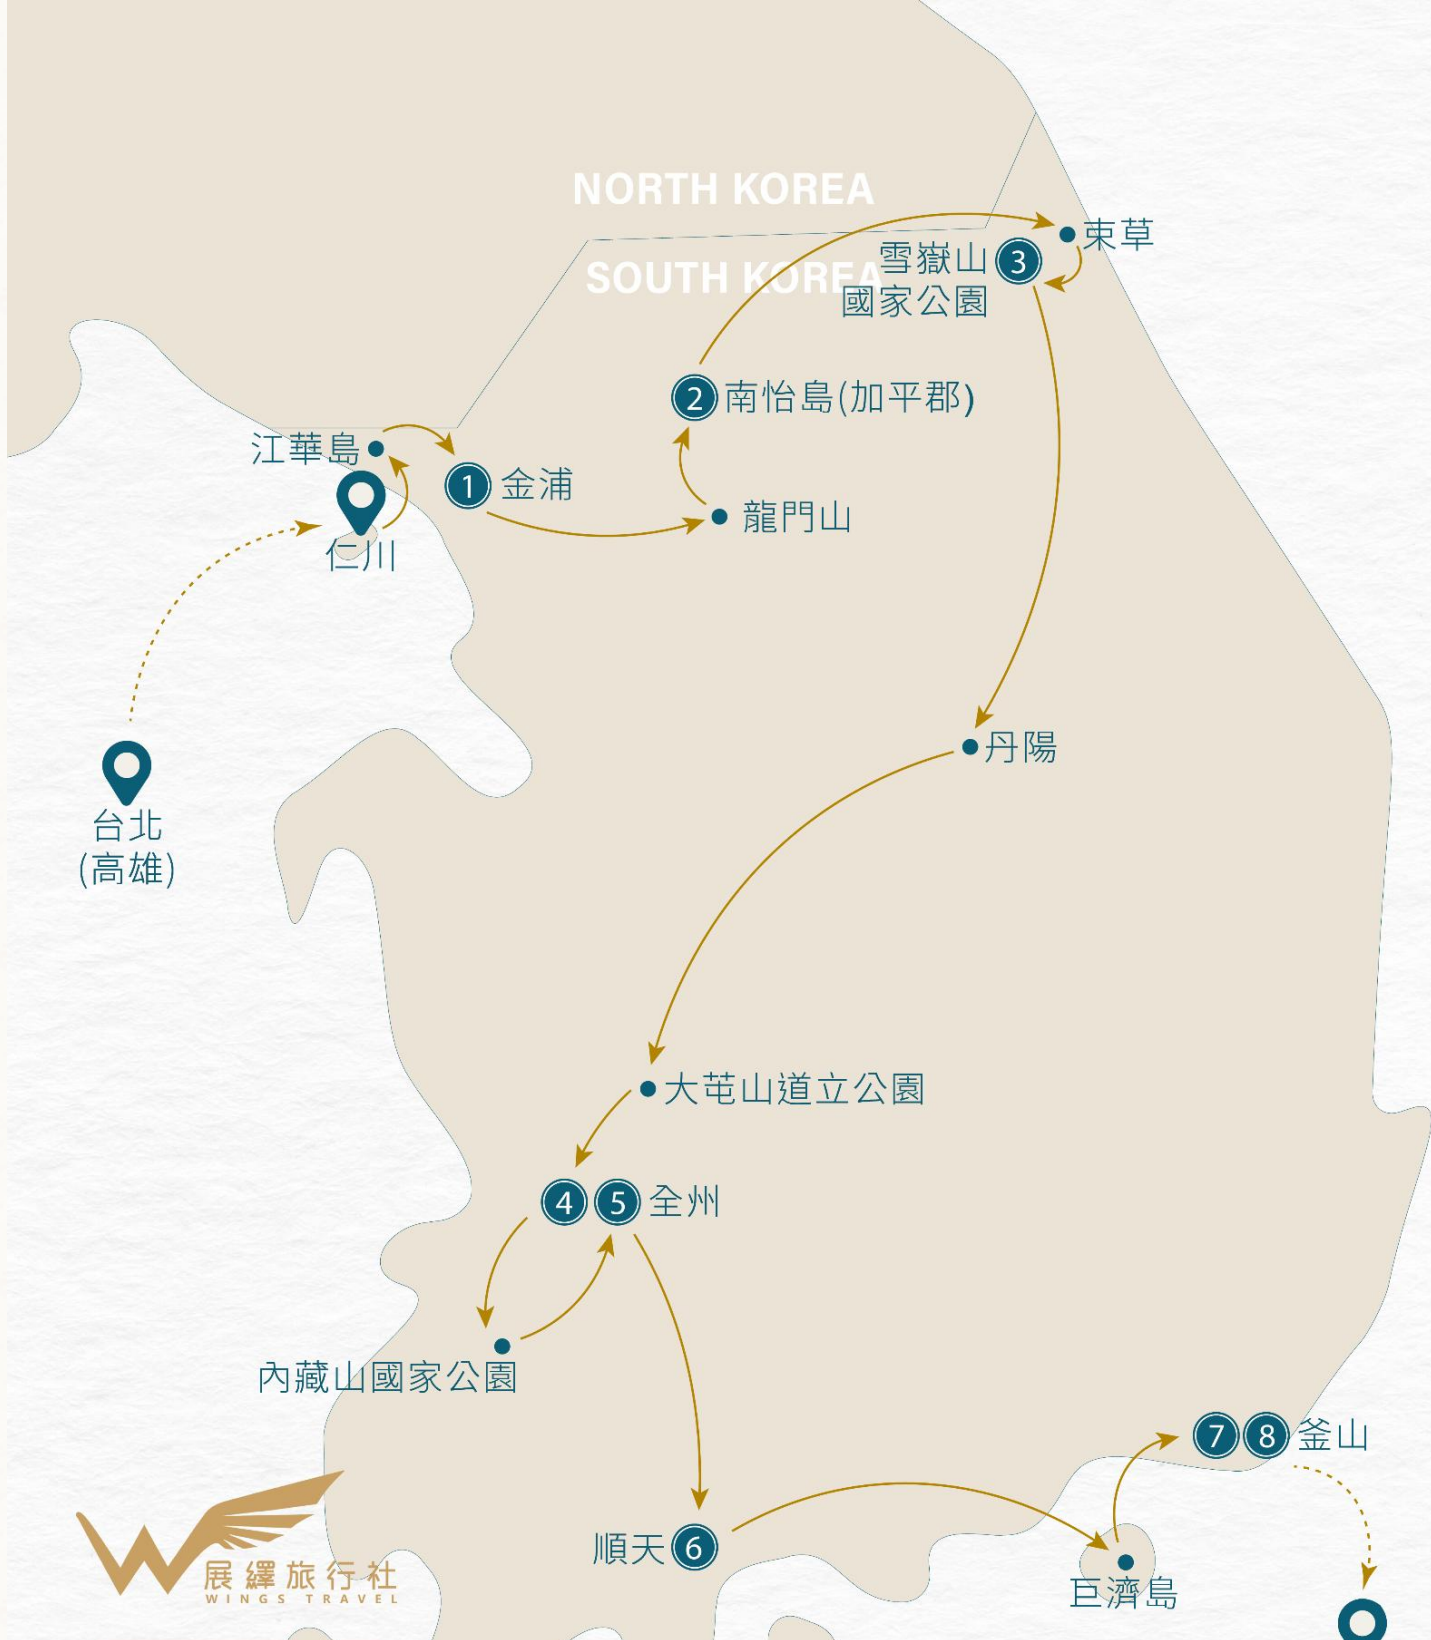 NORTH KOREA
束草
SOUTH KOREA
雪嶽山
國家公園
3
2
南怡島(加平郡)
江華島
1
金浦
龍門山
仁川
丹陽
台北
(高雄)
大芚山道立公園
4
5
全州
內藏山國家公園
7
8
釜山
順天
6
巨濟島
展繹旅行社
WINGS TRAVEL